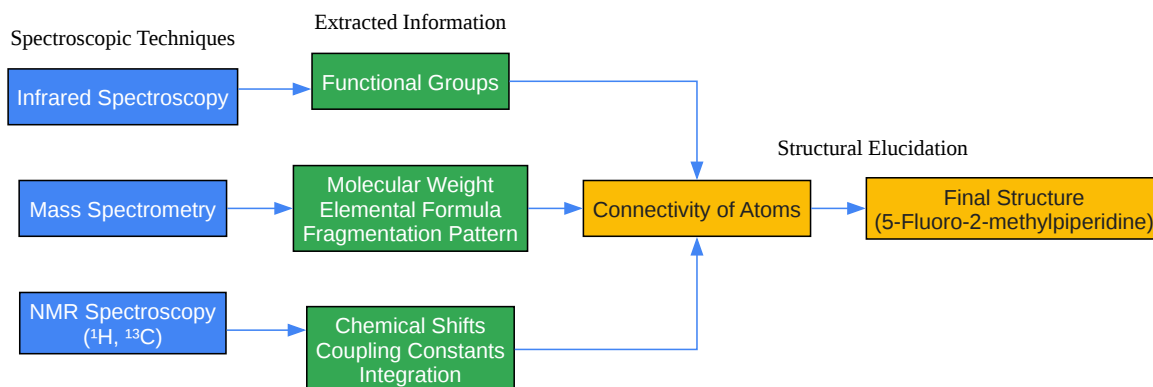 Spectroscopic Techniques
Extracted Information
Infrared Spectroscopy
Functional Groups
Structural Elucidation
Mass Spectrometry
Molecular Weight
Elemental Formula
Fragmentation Pattern
Connectivity of Atoms
Final Structure
(5-Fluoro-2-methylpiperidine)
NMR Spectroscopy
(¹H, ¹³C)
Chemical Shifts
Coupling Constants
Integration